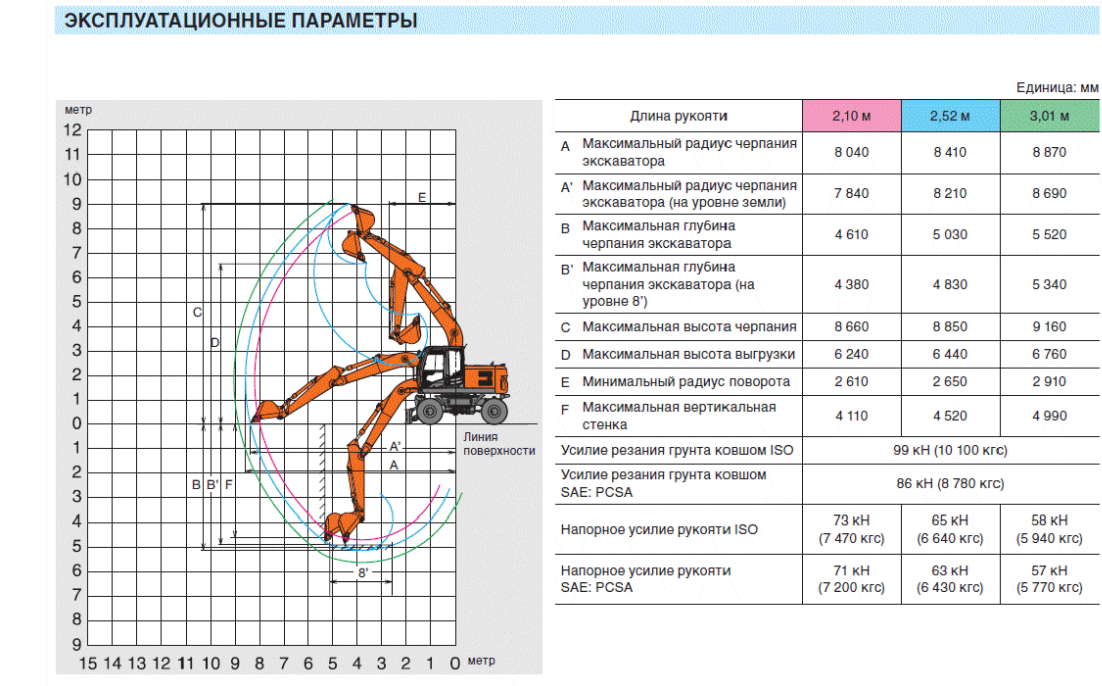 ЭКСПЛУАТАЦИОННЫЕ ПАРАМЕТРЫ
Единица: мм
метр
12
11
10
9
8
7
6
5
4
3
2
1
0
1
2
3
4
5
6
7
8
9
15 14 13 12 11 10 9 8 7 6 5 4 3 2 1 0 метр
E
C
D
Линия
поверхности
A'
A
B B' F
8'
Длина рукояти 2,10 м 2,52 м 3,01 м
A Максимальный радиус черпания
экскаватора 8 040 8 410 8 870
A' Максимальный радиус черпания
экскаватора (на уровне земли) 7 840 8 210 8 690
B Максимальная глубина
черпания экскаватора 4 610 5 030 5 520
B' Максимальная глубина
черпания экскаватора (на
уровне 8') 4 380 4 830 5 340
C Максимальная высота черпания 8 660 8 850 9 160
D Максимальная высота выгрузки 6 240 6 440 6 760
E Минимальный радиус поворота 2 610 2 650 2 910
F Максимальная вертикальная
стенка 4 110 4 520 4 990
Усилие резания грунта ковшом ISO 99 кН (10 100 кгс)
Усилие резания грунта ковшом
SAE: PCSA 86 кН (8 780 кгс)
Напорное усилие рукояти ISO 73 кН 65 кН 58 кН
(7 470 кгс) (6 640 кгс) (5 940 кгс)
Напорное усилие рукояти 71 кН 63 кН 57 кН
SAE: PCSA (7 200 кгс) (6 430 кгс) (5 770 кгс)